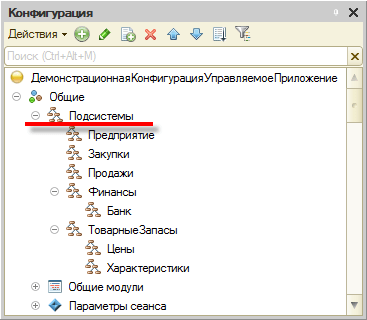 Конфигурация
Действия
Поиск (Ctrl+Alt+M)
ДемонстрационнаяКонфигурацияУправляемоеПриложение
Общие
Подсистемы
Предприятие
Закупки
Продажи
Финансы
Банк
ТоварныеЗапасы
Цены
Характеристики
Общие модули
Параметры сеанса